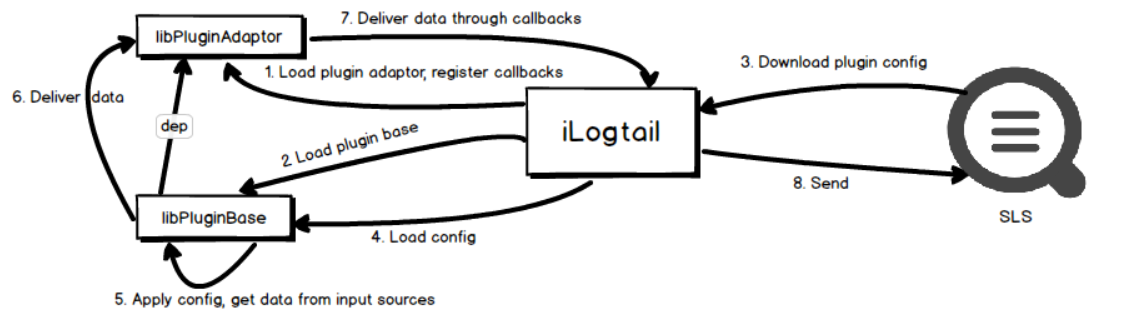 libPluginAdaptor
7. Deliver data through callbacks
1. Load plugin adaptor, register callbacks
3. Download plugin config
6. Deliver data
dep
2 Load plugin base
iLogtail
8. Send
libPluginBase
4. Load config
SLS
5. Apply config, get data from input sources